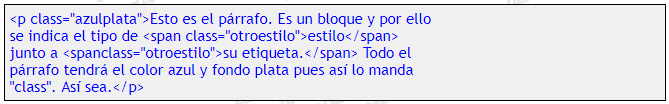 <p class="azulplata">Esto es el párrafo. Es un bloque y por ello
se indica el tipo de <span class="otroestilo">estilo</span>
junto a <spanclass="otroestilo">su etiqueta.</span> Todo el
párrafo tendrá el color azul y fondo plata pues así lo manda
"class". Así sea.</p>